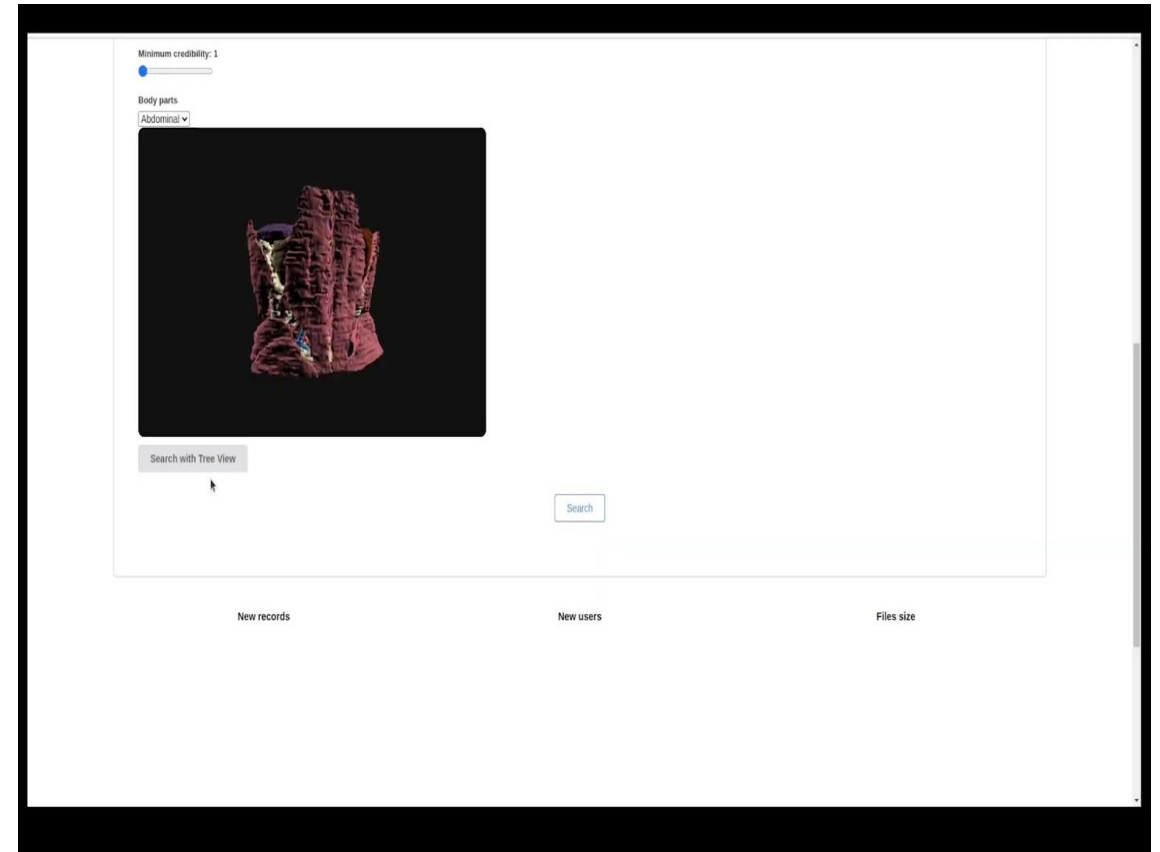 Minimum credibility: 1
Body parts
Abdominal
Search with Tree View
Search
New records New users Files size